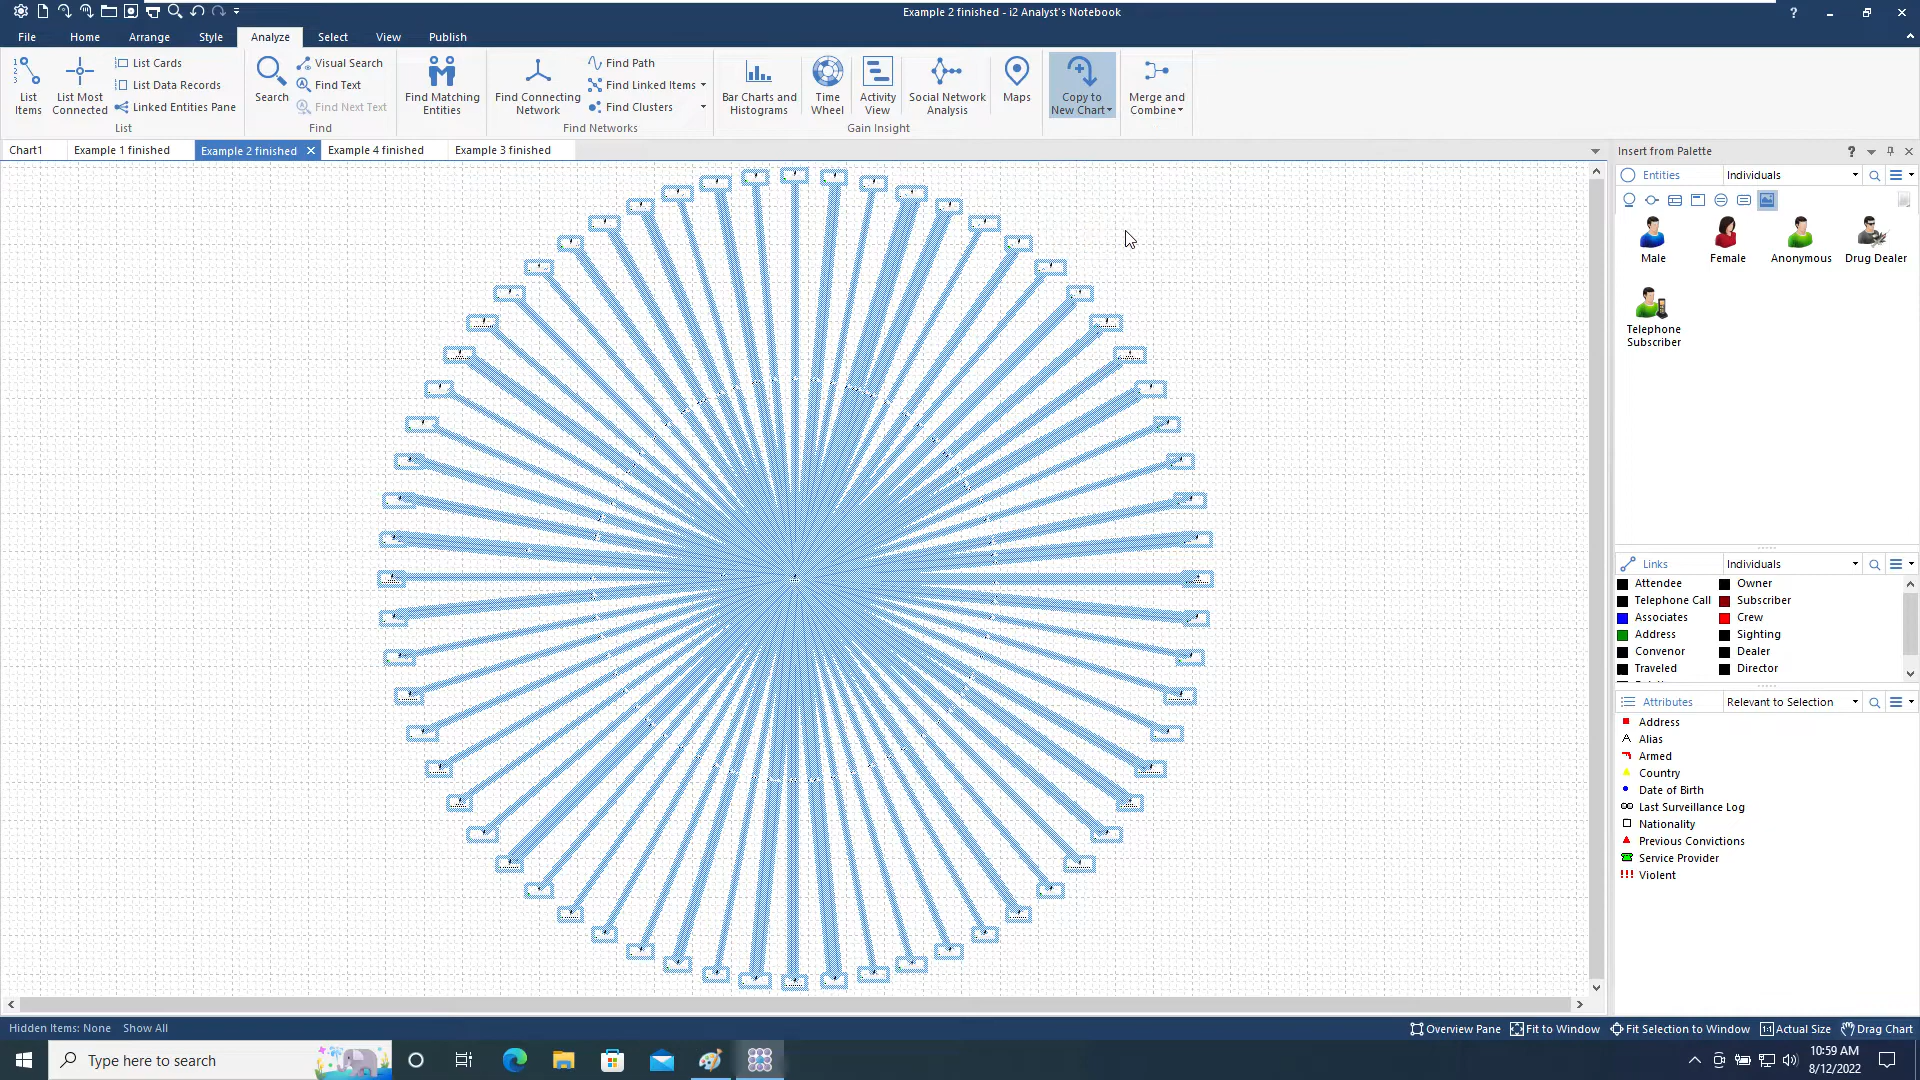 Example 2 finished - i2 Analyst's Notebook
File Home Arrange Style Analyze Select View Publish
List Items
List Most Connected
List Cards
List Data Records
Linked Entities Pane
List
Search
Visual Search
Find Text
Find Next Text
Find
Find Matching Entities
Find Connecting Network
Find Path
Find Linked Items
Find Clusters
Find Networks
Bar Charts and Histograms
Time Wheel
Activity View
Social Network Analysis
Maps
Gain Insight
Copy to New Chart
Merge and Combine
Chart1 Example 1 finished Example 2 finished Example 4 finished Example 3 finished
Insert from Palette
Entities Individuals
Male Female Anonymous Drug Dealer
Telephone Subscriber
Links Individuals
Attendee Owner
Telephone Call Subscriber
Associates Crew
Address Sighting
Convenor Dealer
Traveled Director
Attributes Relevant to Selection
Address
Alias
Armed
Country
Date of Birth
Last Surveillance Log
Nationality
Previous Convictions
Service Provider
Violent
Hidden Items: None Show All
Overview Pane Fit to Window Fit Selection to Window 1:1 Actual Size Drag Chart
Type here to search
10:59 AM
8/12/2022